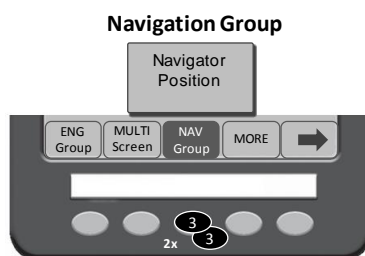 Navigation Group
Navigator
Position
ENG
Group
MULTI
Screen
NAV
Group
MORE
3
3
2x